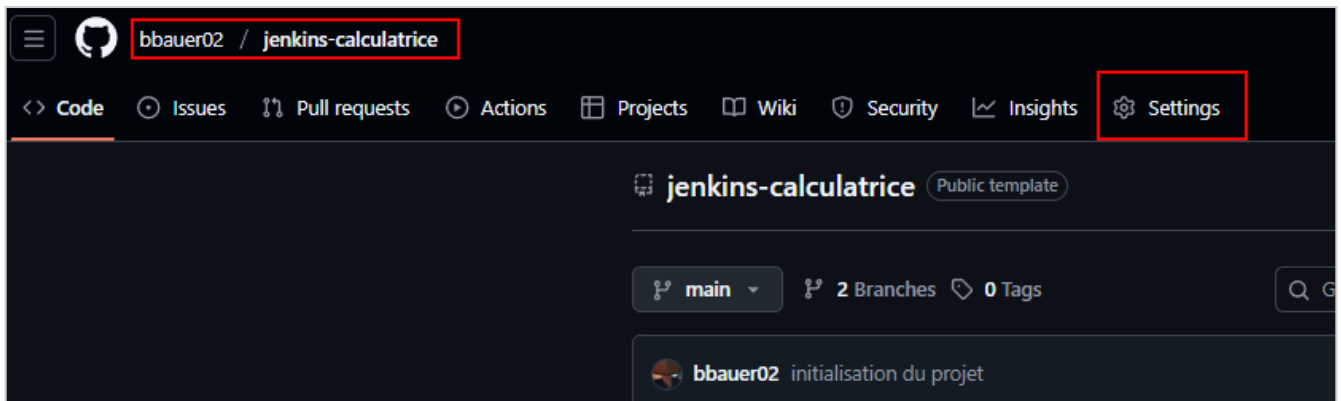 bbauer02 / jenkins-calculatrice
Code Issues Pull requests Actions Projects Wiki Security Insights Settings
jenkins-calculatrice Public template
main 2 Branches 0 Tags G
bbauer02 initialisation du projet